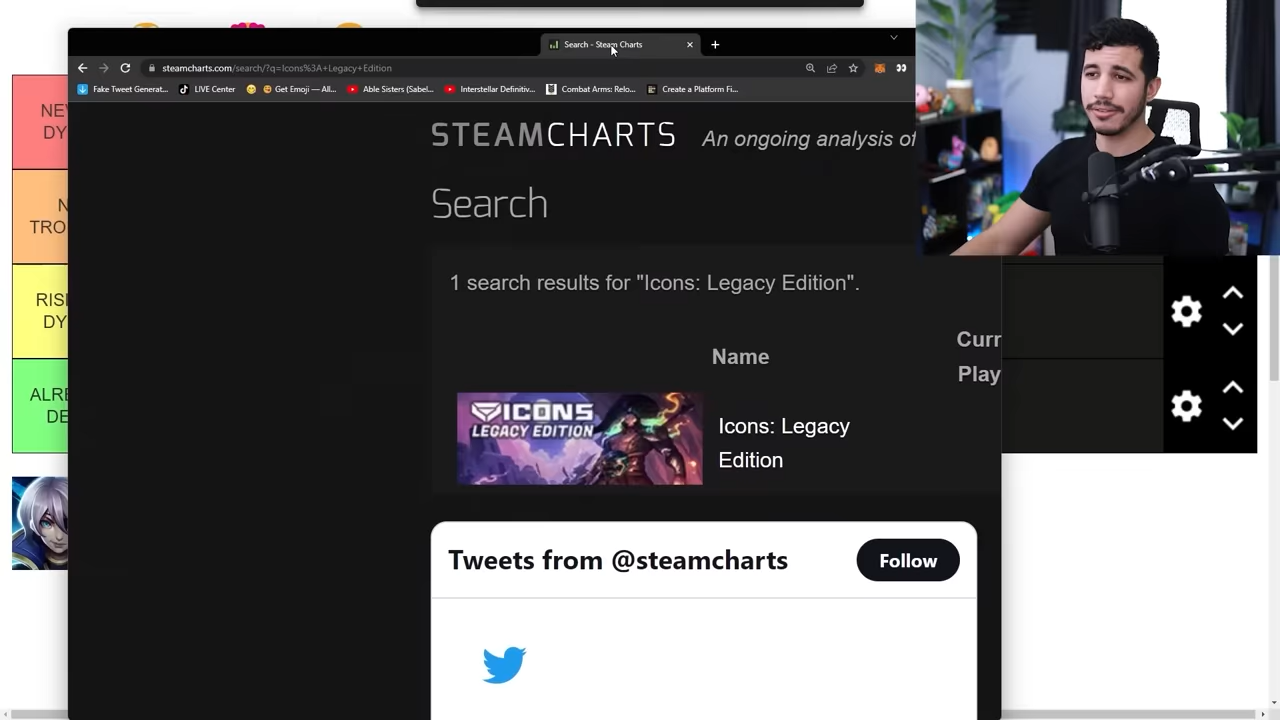 Search - Steam Charts
steamcharts.com/search/?q=Icons%3A+Legacy+Edition
Fake Tweet Generat...
LIVE Center
Get Emoji — All...
Able Sisters (Sabel...
Interstellar Definitiv...
Combat Arms: Relo...
Create a Platform Fi...
STEAMCHARTS
An ongoing analysis of
Search
1 search results for "Icons: Legacy Edition".
Name
Curr
Play
ICONS
LEGACY EDITION
Icons: Legacy
Edition
Tweets from @steamcharts
Follow
NE
DY
N
TRO
RIS
DY
ALRE
DE